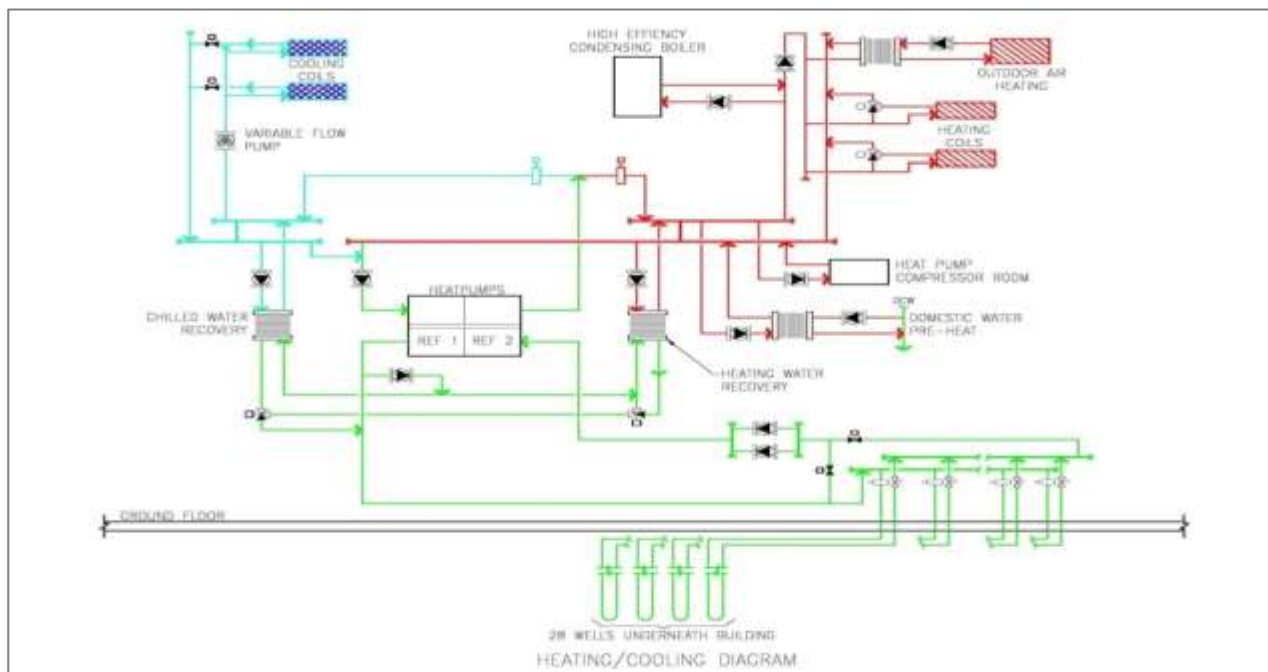 HIGH EFFIENCY
CONDENSING BOILER
COOLING
COILS
OUTDOOR AIR
HEATING
VARIABLE FLOW
PUMP
HEATING
COILS
HEAT PUMP
COMPRESSOR ROOM
HEATPUMPS
CHILLED WATER
RECOVERY
REF 1
REF 2
DCW
DOMESTIC WATER
PRE-HEAT
HEATING WATER
RECOVERY
GROUND FLOOR
28 WELLS UNDERNEATH BUILDING
HEATING/COOLING DIAGRAM